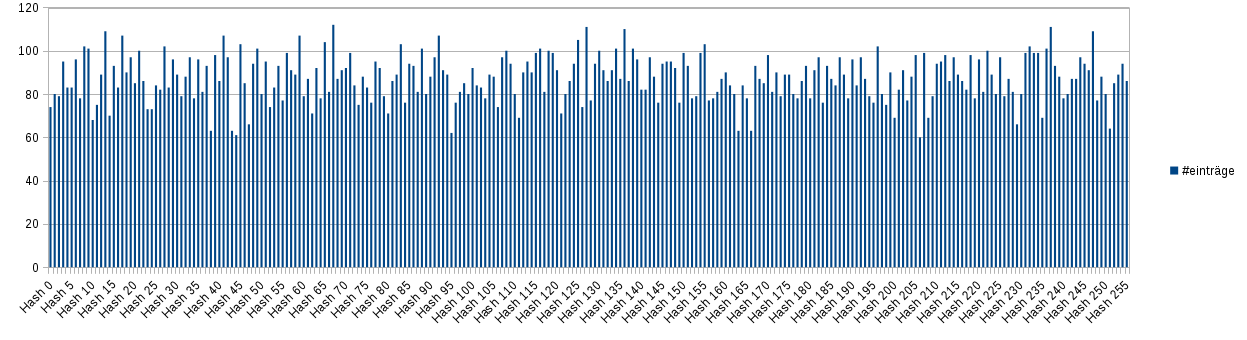 120
100
80
60
40
20
0
#einträge
Hash 0
Hash 5
Hash 10
Hash 15
Hash 20
Hash 25
Hash 30
Hash 35
Hash 40
Hash 45
Hash 50
Hash 55
Hash 60
Hash 65
Hash 70
Hash 75
Hash 80
Hash 85
Hash 90
Hash 95
Hash 100
Hash 105
Hash 110
Hash 115
Hash 120
Hash 125
Hash 130
Hash 135
Hash 140
Hash 145
Hash 150
Hash 155
Hash 160
Hash 165
Hash 170
Hash 175
Hash 180
Hash 185
Hash 190
Hash 195
Hash 200
Hash 205
Hash 210
Hash 215
Hash 220
Hash 225
Hash 230
Hash 235
Hash 240
Hash 245
Hash 250
Hash 255